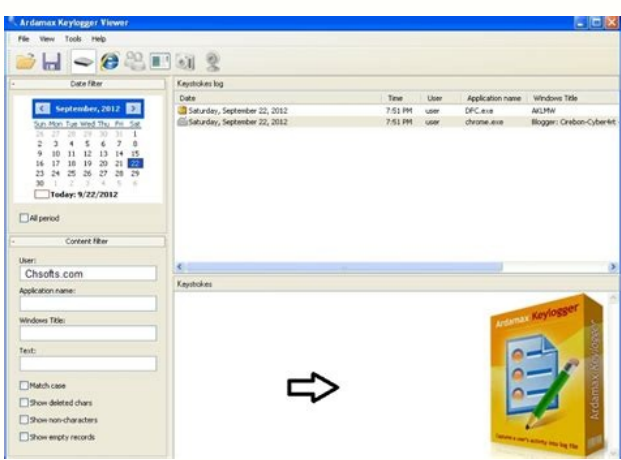 Ardamax Keylogger Viewer
File View Tools Help
Date filter
September, 2012
Sun Mon Tue Wed Thu Fri Sat
26 27 28 29 30 31 1
2 3 4 5 6 7 8
9 10 11 12 13 14 15
16 17 18 19 20 21 22
23 24 25 26 27 28 29
30 1 2 3 4 5 6
Today: 9/22/2012
All period
Content filter
User:
Chsofts.com
Application name:
Windows Title:
Text:
Match case
Show deleted chars
Show non-characters
Show empty records
Keystrokes log
Date Time User Application name Windows Title
Saturday, September 22, 2012 7:51 PM user DFC.exe AKLMW
Saturday, September 22, 2012 7:51 PM user chrome.exe Blogger: Cirebon-Cyber4rt
Keystrokes
Ardamax Keylogger
Ardamax Keylogger
Capture a user's activity into log file